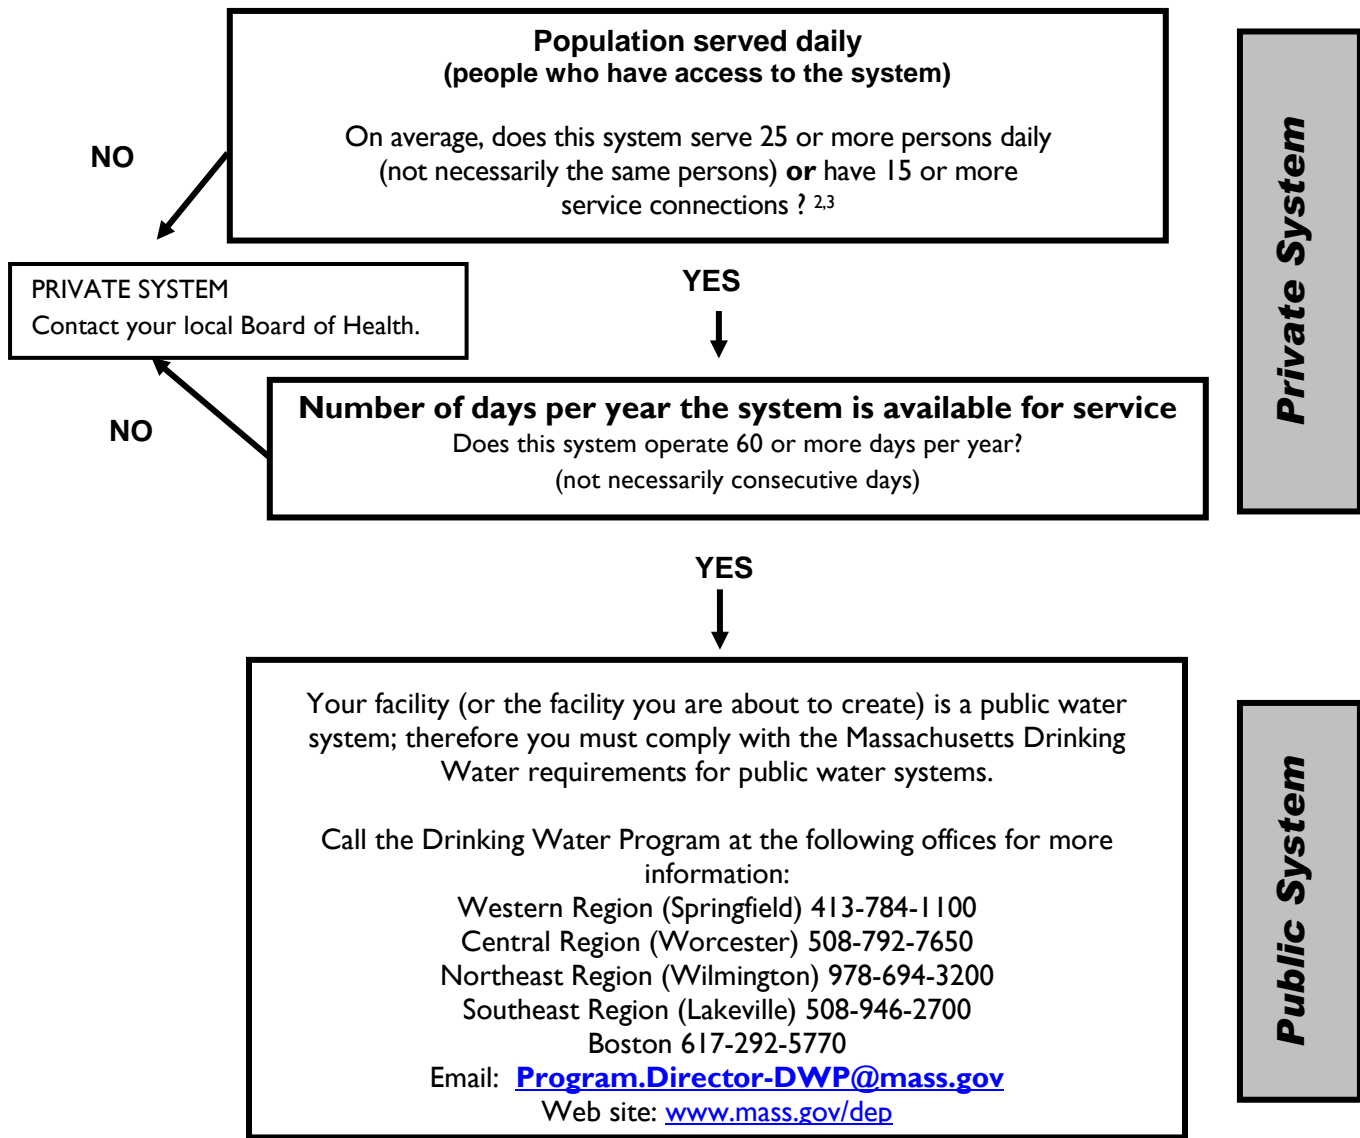 Population served daily
(people who have access to the system)
On average, does this system serve 25 or more persons daily
(not necessarily the same persons) or have 15 or more
service connections ? 2,3
NO
PRIVATE SYSTEM
Contact your local Board of Health.
YES
NO
Number of days per year the system is available for service
Does this system operate 60 or more days per year?
(not necessarily consecutive days)
Private System
YES
Your facility (or the facility you are about to create) is a public water
system; therefore you must comply with the Massachusetts Drinking
Water requirements for public water systems.
Call the Drinking Water Program at the following offices for more
information:
Western Region (Springfield) 413-784-1100
Central Region (Worcester) 508-792-7650
Northeast Region (Wilmington) 978-694-3200
Southeast Region (Lakeville) 508-946-2700
Boston 617-292-5770
Email: Program.Director-DWP@mass.gov
Web site: www.mass.gov/dep
Public System